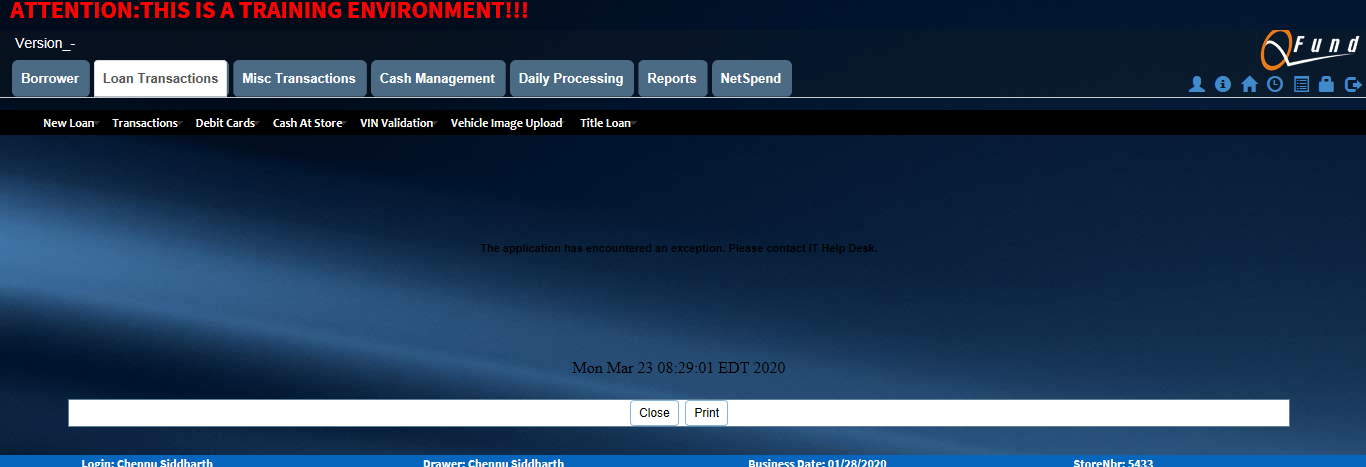 ATTENTION:THIS IS A TRAINING ENVIRONMENT!!!
Version_-
QFund
Borrower Loan Transactions Misc Transactions Cash Management Daily Processing Reports NetSpend
New Loan Transactions Debit Cards Cash At Store VIN Validation Vehicle Image Upload Title Loan
The application has encountered an exception. Please contact IT Help Desk.
Mon Mar 23 08:29:01 EDT 2020
Close Print
Login: Chennu Siddharth Drawer: Chennu Siddharth Business Date: 01/28/2020 StoreNbr: 5433